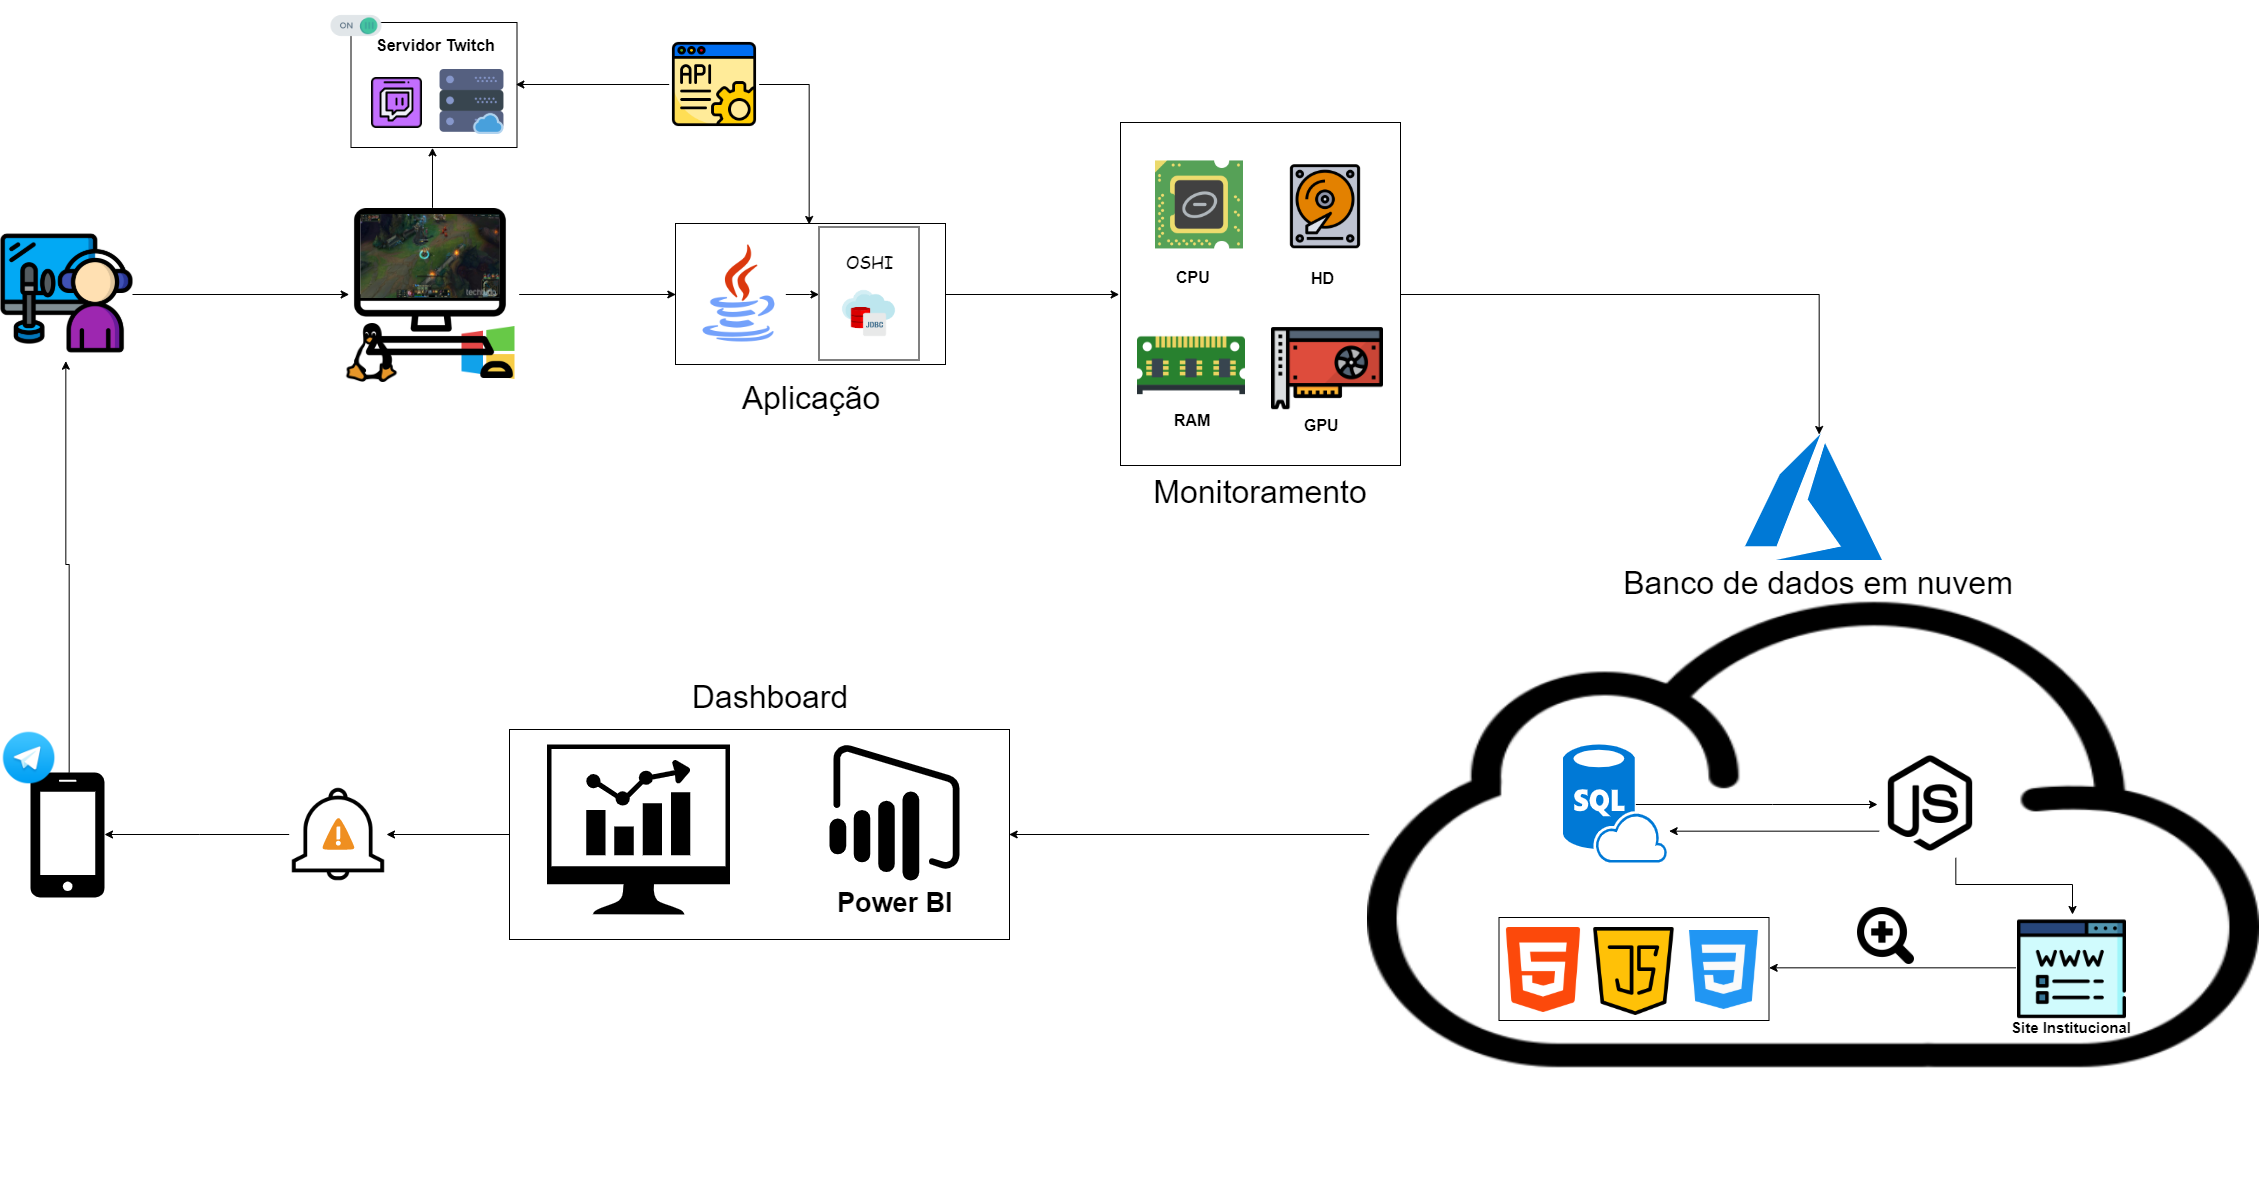 ON
Servidor Twitch
API
OSHI
JDBC
Aplicação
CPU
HD
RAM
GPU
Monitoramento
Banco de dados em nuvem
Dashboard
Power BI
SQL
JS
JS
WWW
Site Institucional